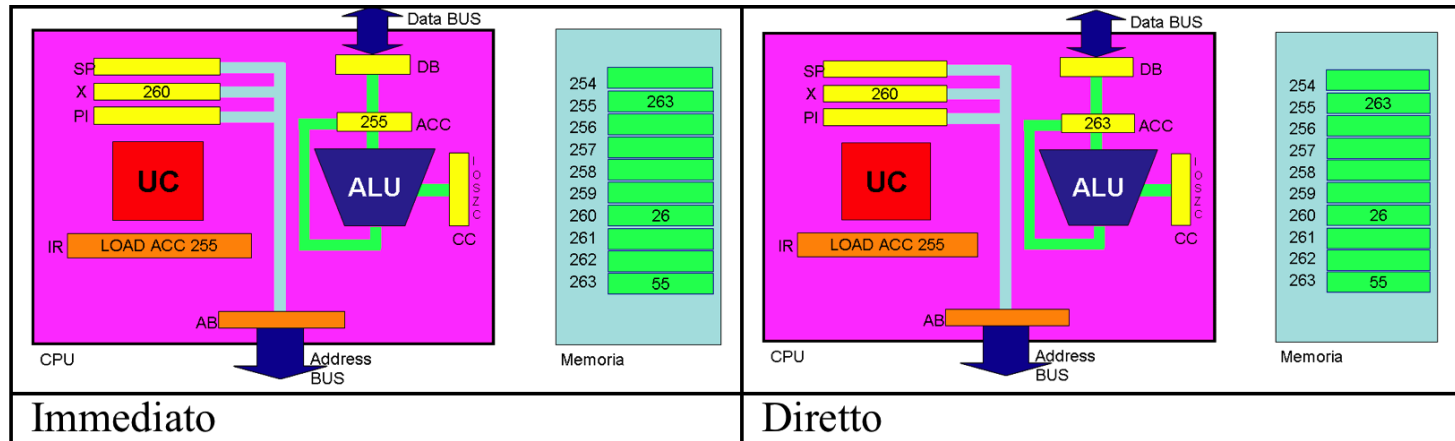 Data BUS
SP
DB
X 260
PI
255 ACC
UC
ALU
I
O
S
Z
C
CC
IR LOAD ACC 255
AB
CPU
Address
BUS
254
255 263
256
257
258
259
260 26
261
262
263 55
Memoria
Immediato
Data BUS
SP
DB
X 260
PI
263 ACC
UC
ALU
I
O
S
Z
C
CC
IR LOAD ACC 255
AB
CPU
Address
BUS
254
255 263
256
257
258
259
260 26
261
262
263 55
Memoria
Diretto